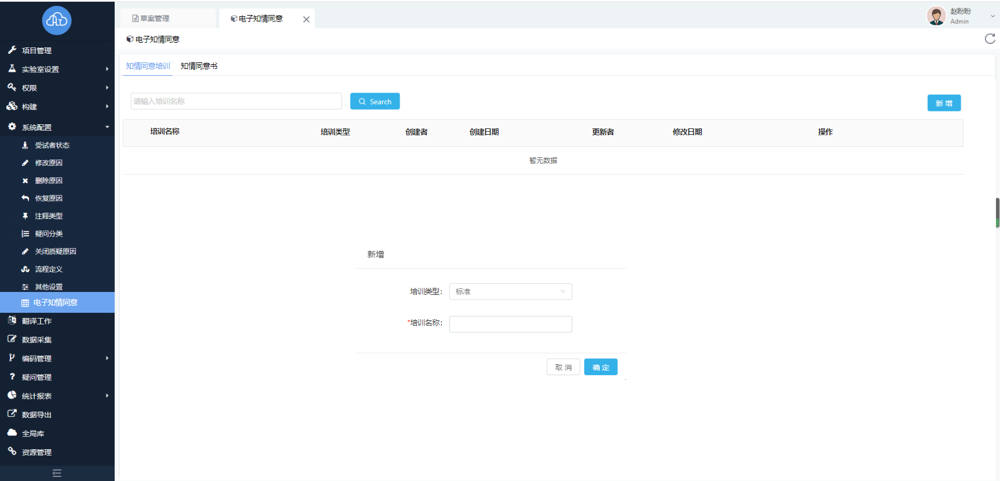 草案管理
电子知情同意
赵盼盼
Admin
电子知情同意
项目管理
实验室设置
权限
构建
系统配置
受试者状态
修改原因
删除原因
恢复原因
注释类型
疑问分类
关闭质疑原因
流程定义
其他设置
电子知情同意
翻译工作
数据采集
编码管理
疑问管理
统计报表
数据导出
全局库
资源管理
知情同意培训 知情同意书
请输入培训名称 Search 新增
培训名称 培训类型 创建者 创建日期 更新者 修改日期 操作
暂无数据
新增
培训类型： 标准
*培训名称：
取消 确定